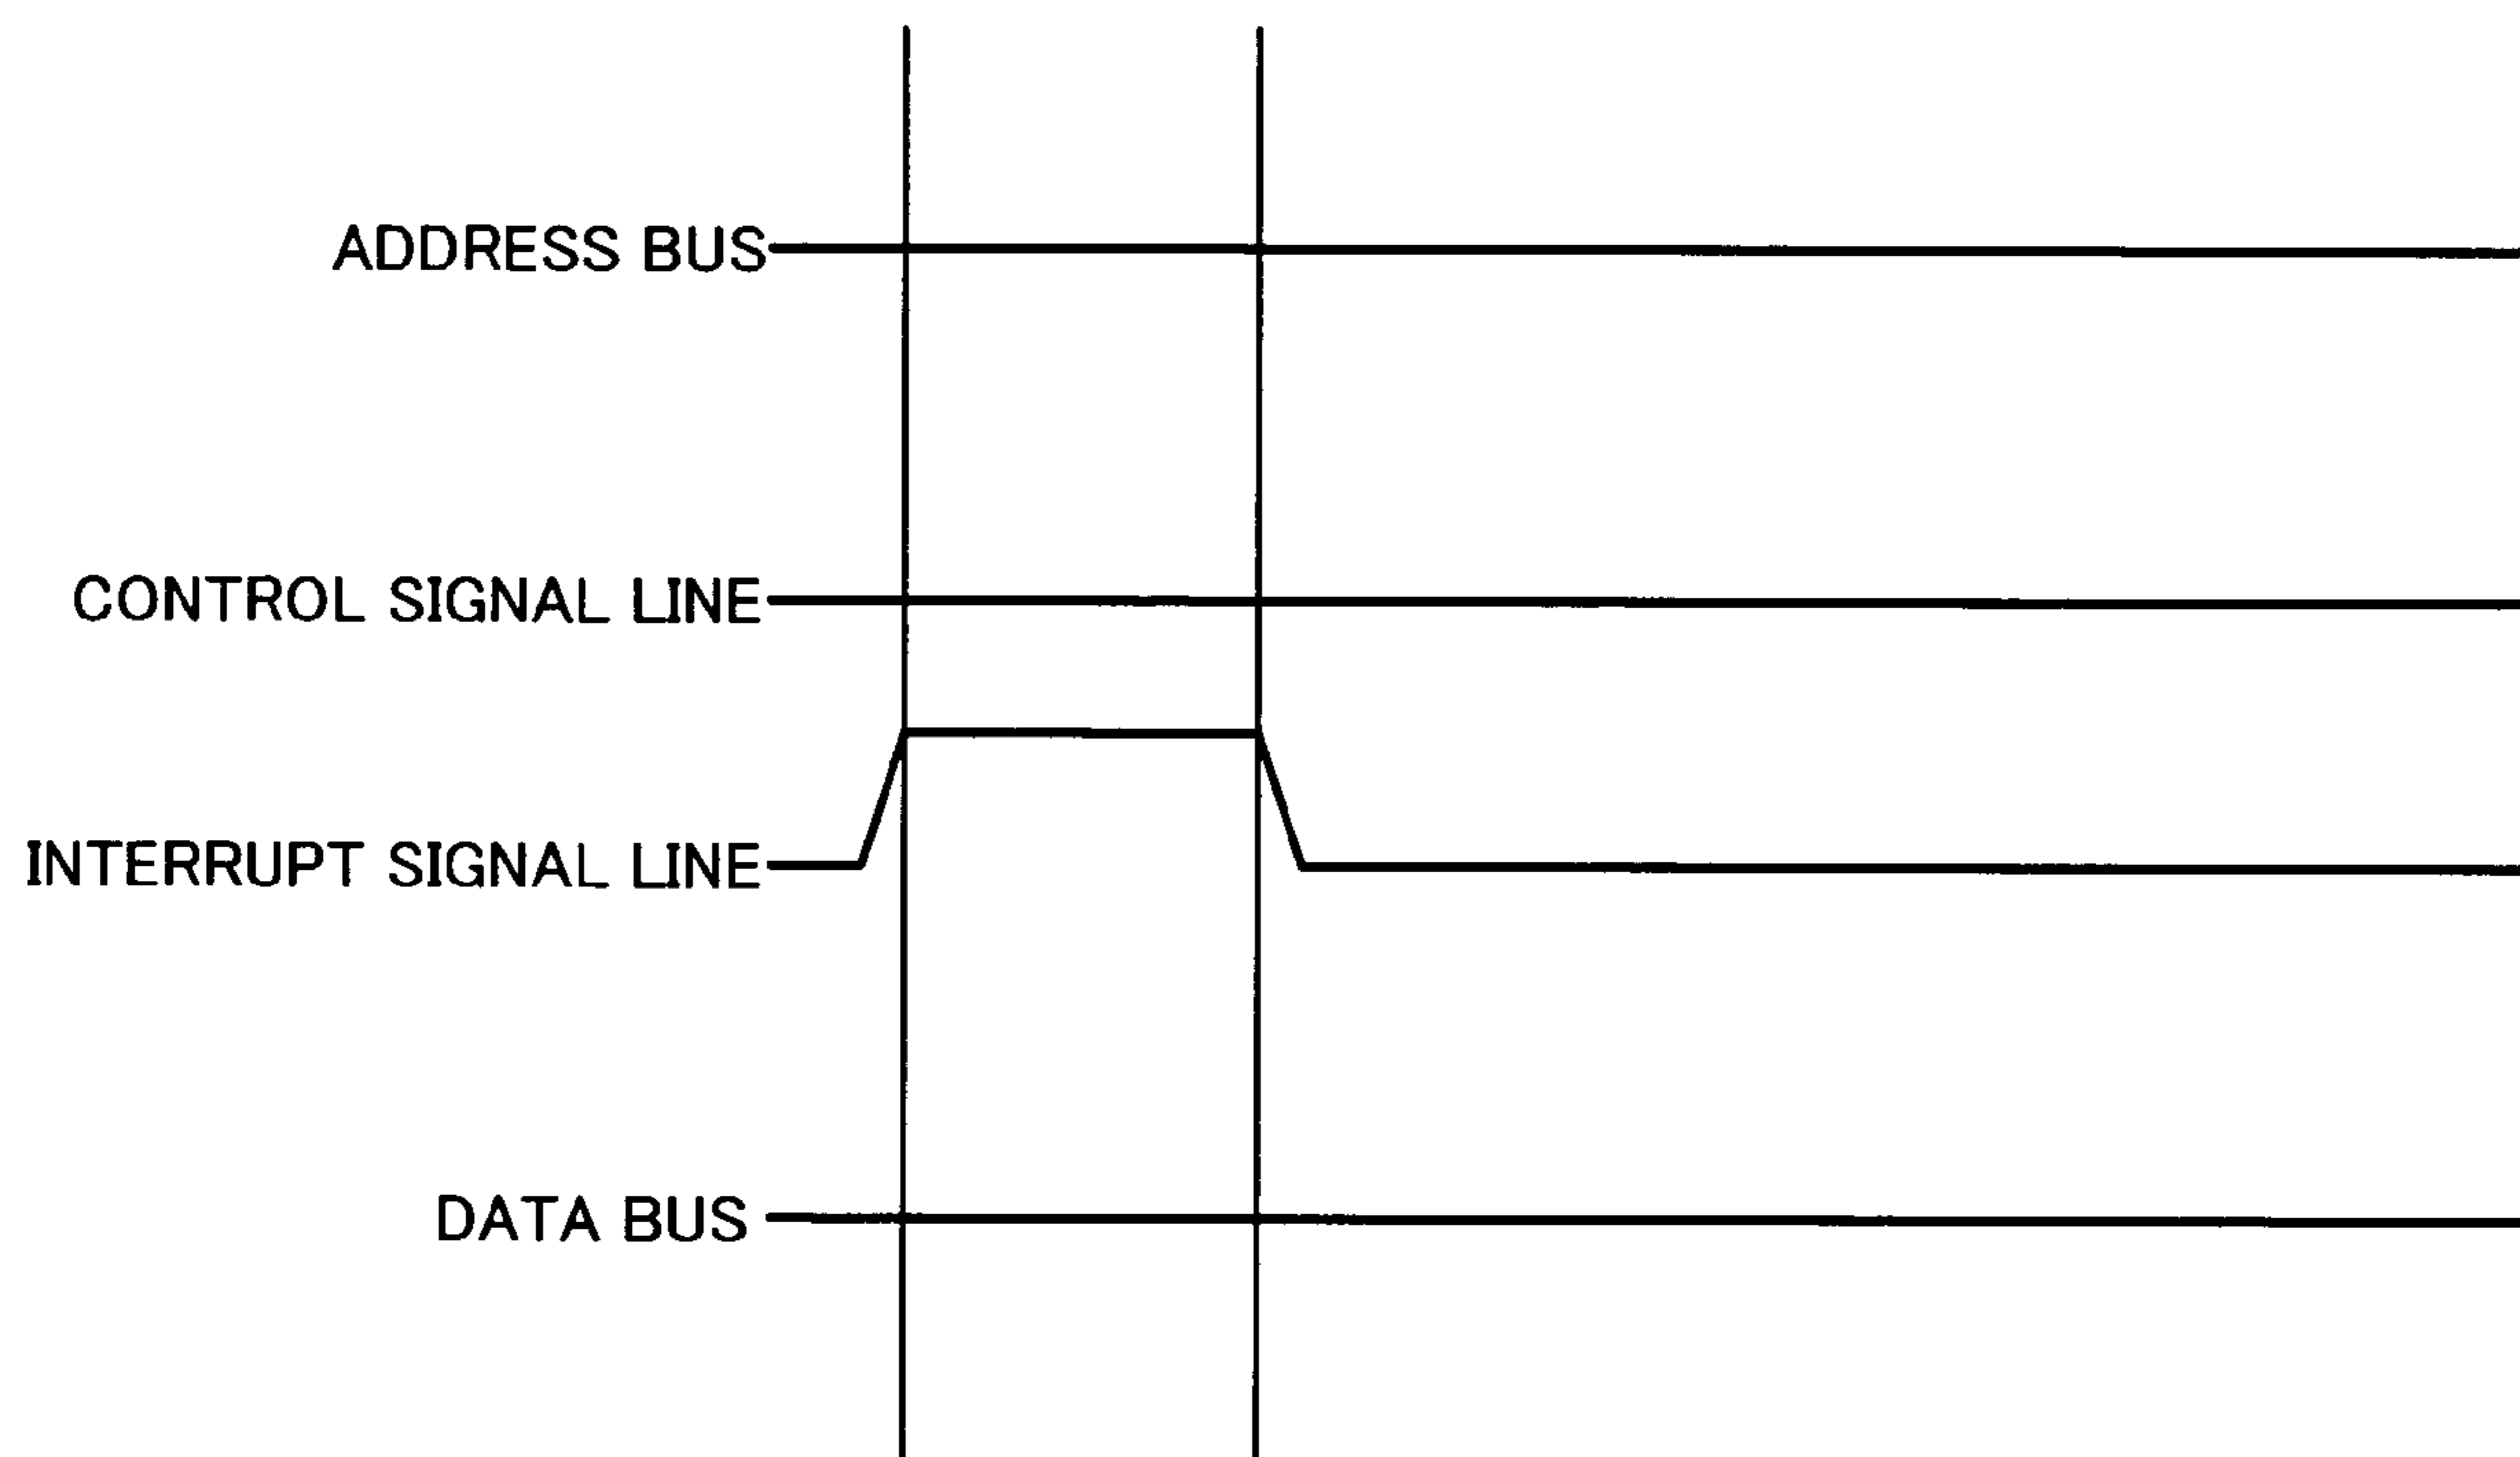 ADDRESS BUS
CONTROL SIGNAL LINE
INTERRUPT SIGNAL LINE
DATA BUS